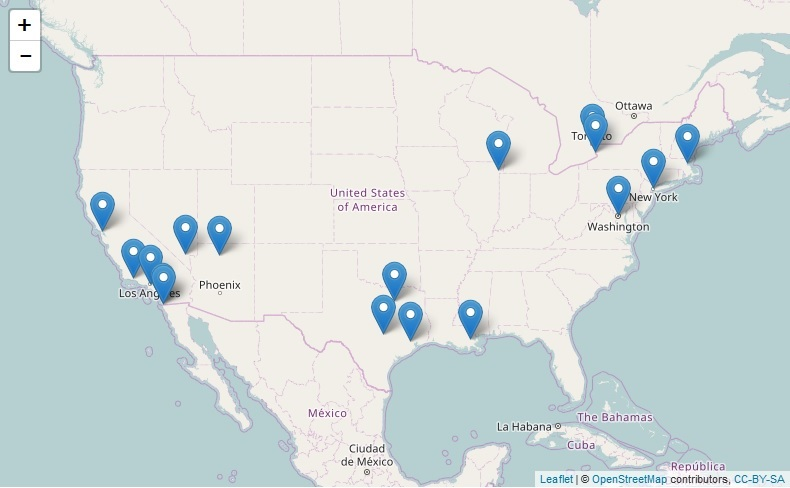 +
−
Ottawa
Toronto
United States
of America
New York
Washington
Los Angeles
Phoenix
México
Ciudad
de México
La Habana
The Bahamas
Cuba
República
Leaflet | © OpenStreetMap contributors, CC-BY-SA